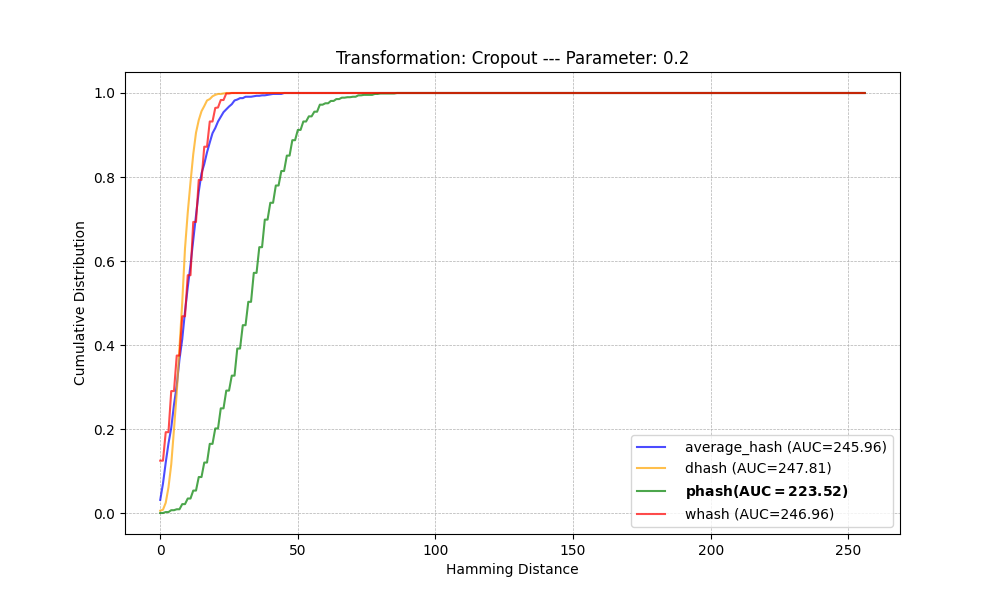 Transformation: Cropout --- Parameter: 0.2
Cumulative Distribution
1.0
0.8
0.6
0.4
0.2
0.0
average_hash (AUC=245.96)
dhash (AUC=247.81)
phash(AUC = 223.52)
whash (AUC=246.96)
0 50 100 150 200 250
Hamming Distance